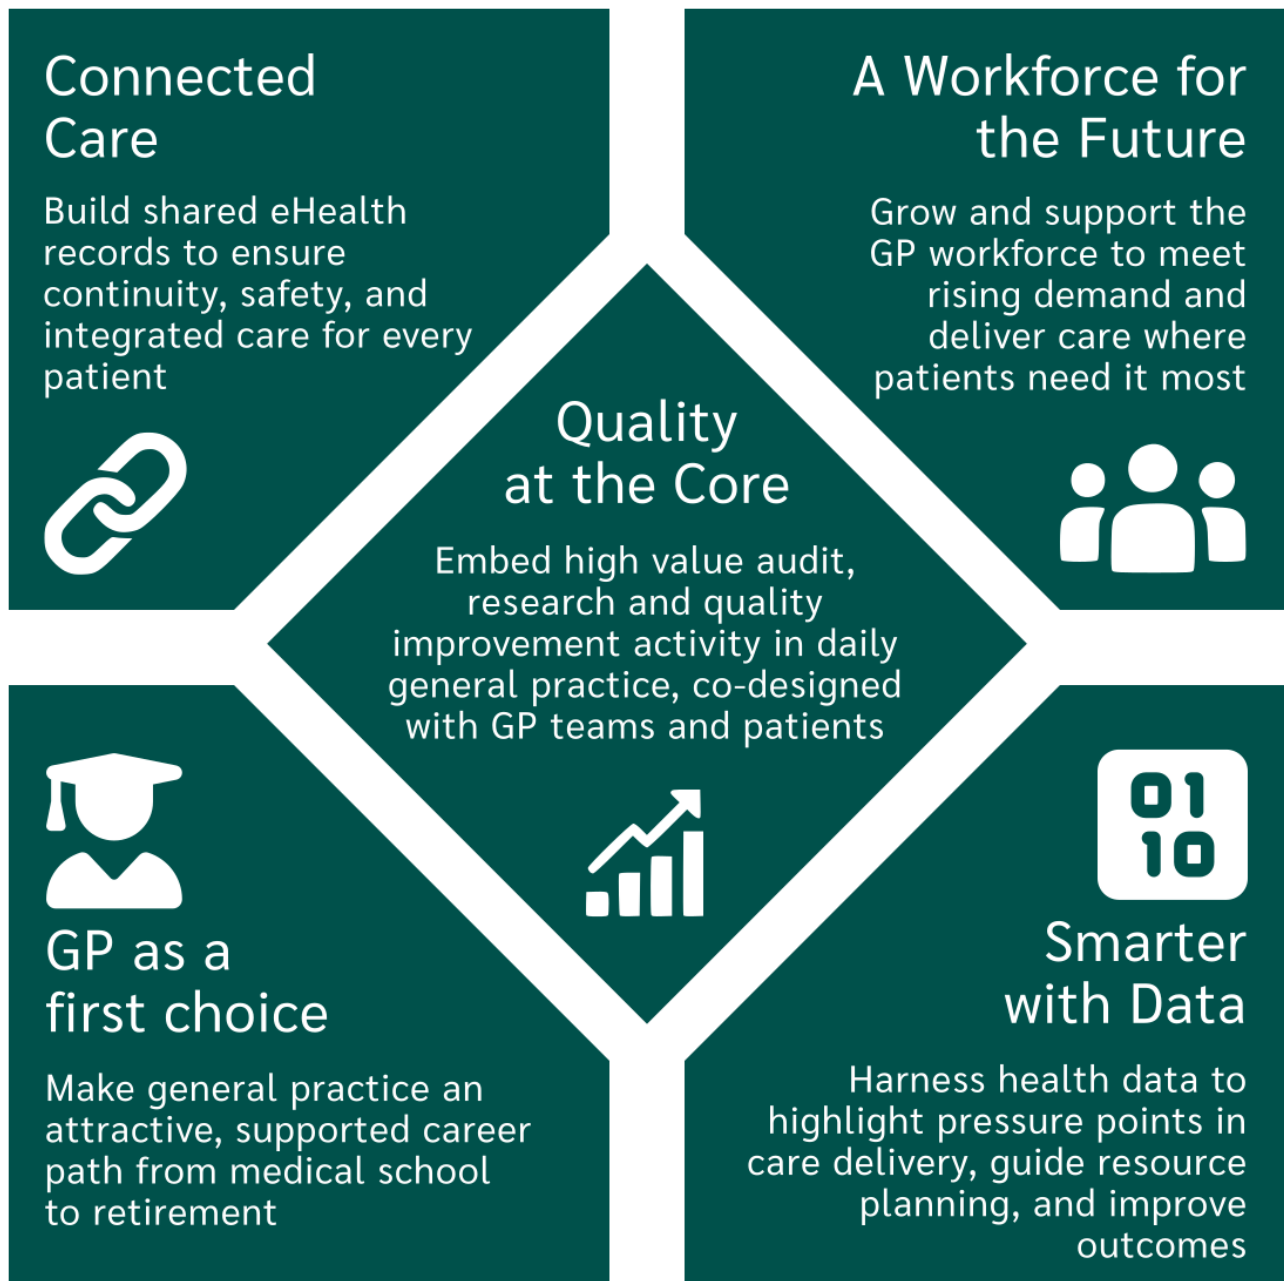 Connected
Care
Build shared eHealth
records to ensure
continuity, safety, and
integrated care for every
patient
A Workforce for
the Future
Grow and support the
GP workforce to meet
rising demand and
deliver care where
patients need it most
Quality
at the Core
Embed high value audit,
research and quality
improvement activity in daily
general practice, co-designed
with GP teams and patients
GP as a
first choice
Make general practice an
attractive, supported career
path from medical school
to retirement
01
10
Smarter
with Data
Harness health data to
highlight pressure points in
care delivery, guide resource
planning, and improve
outcomes